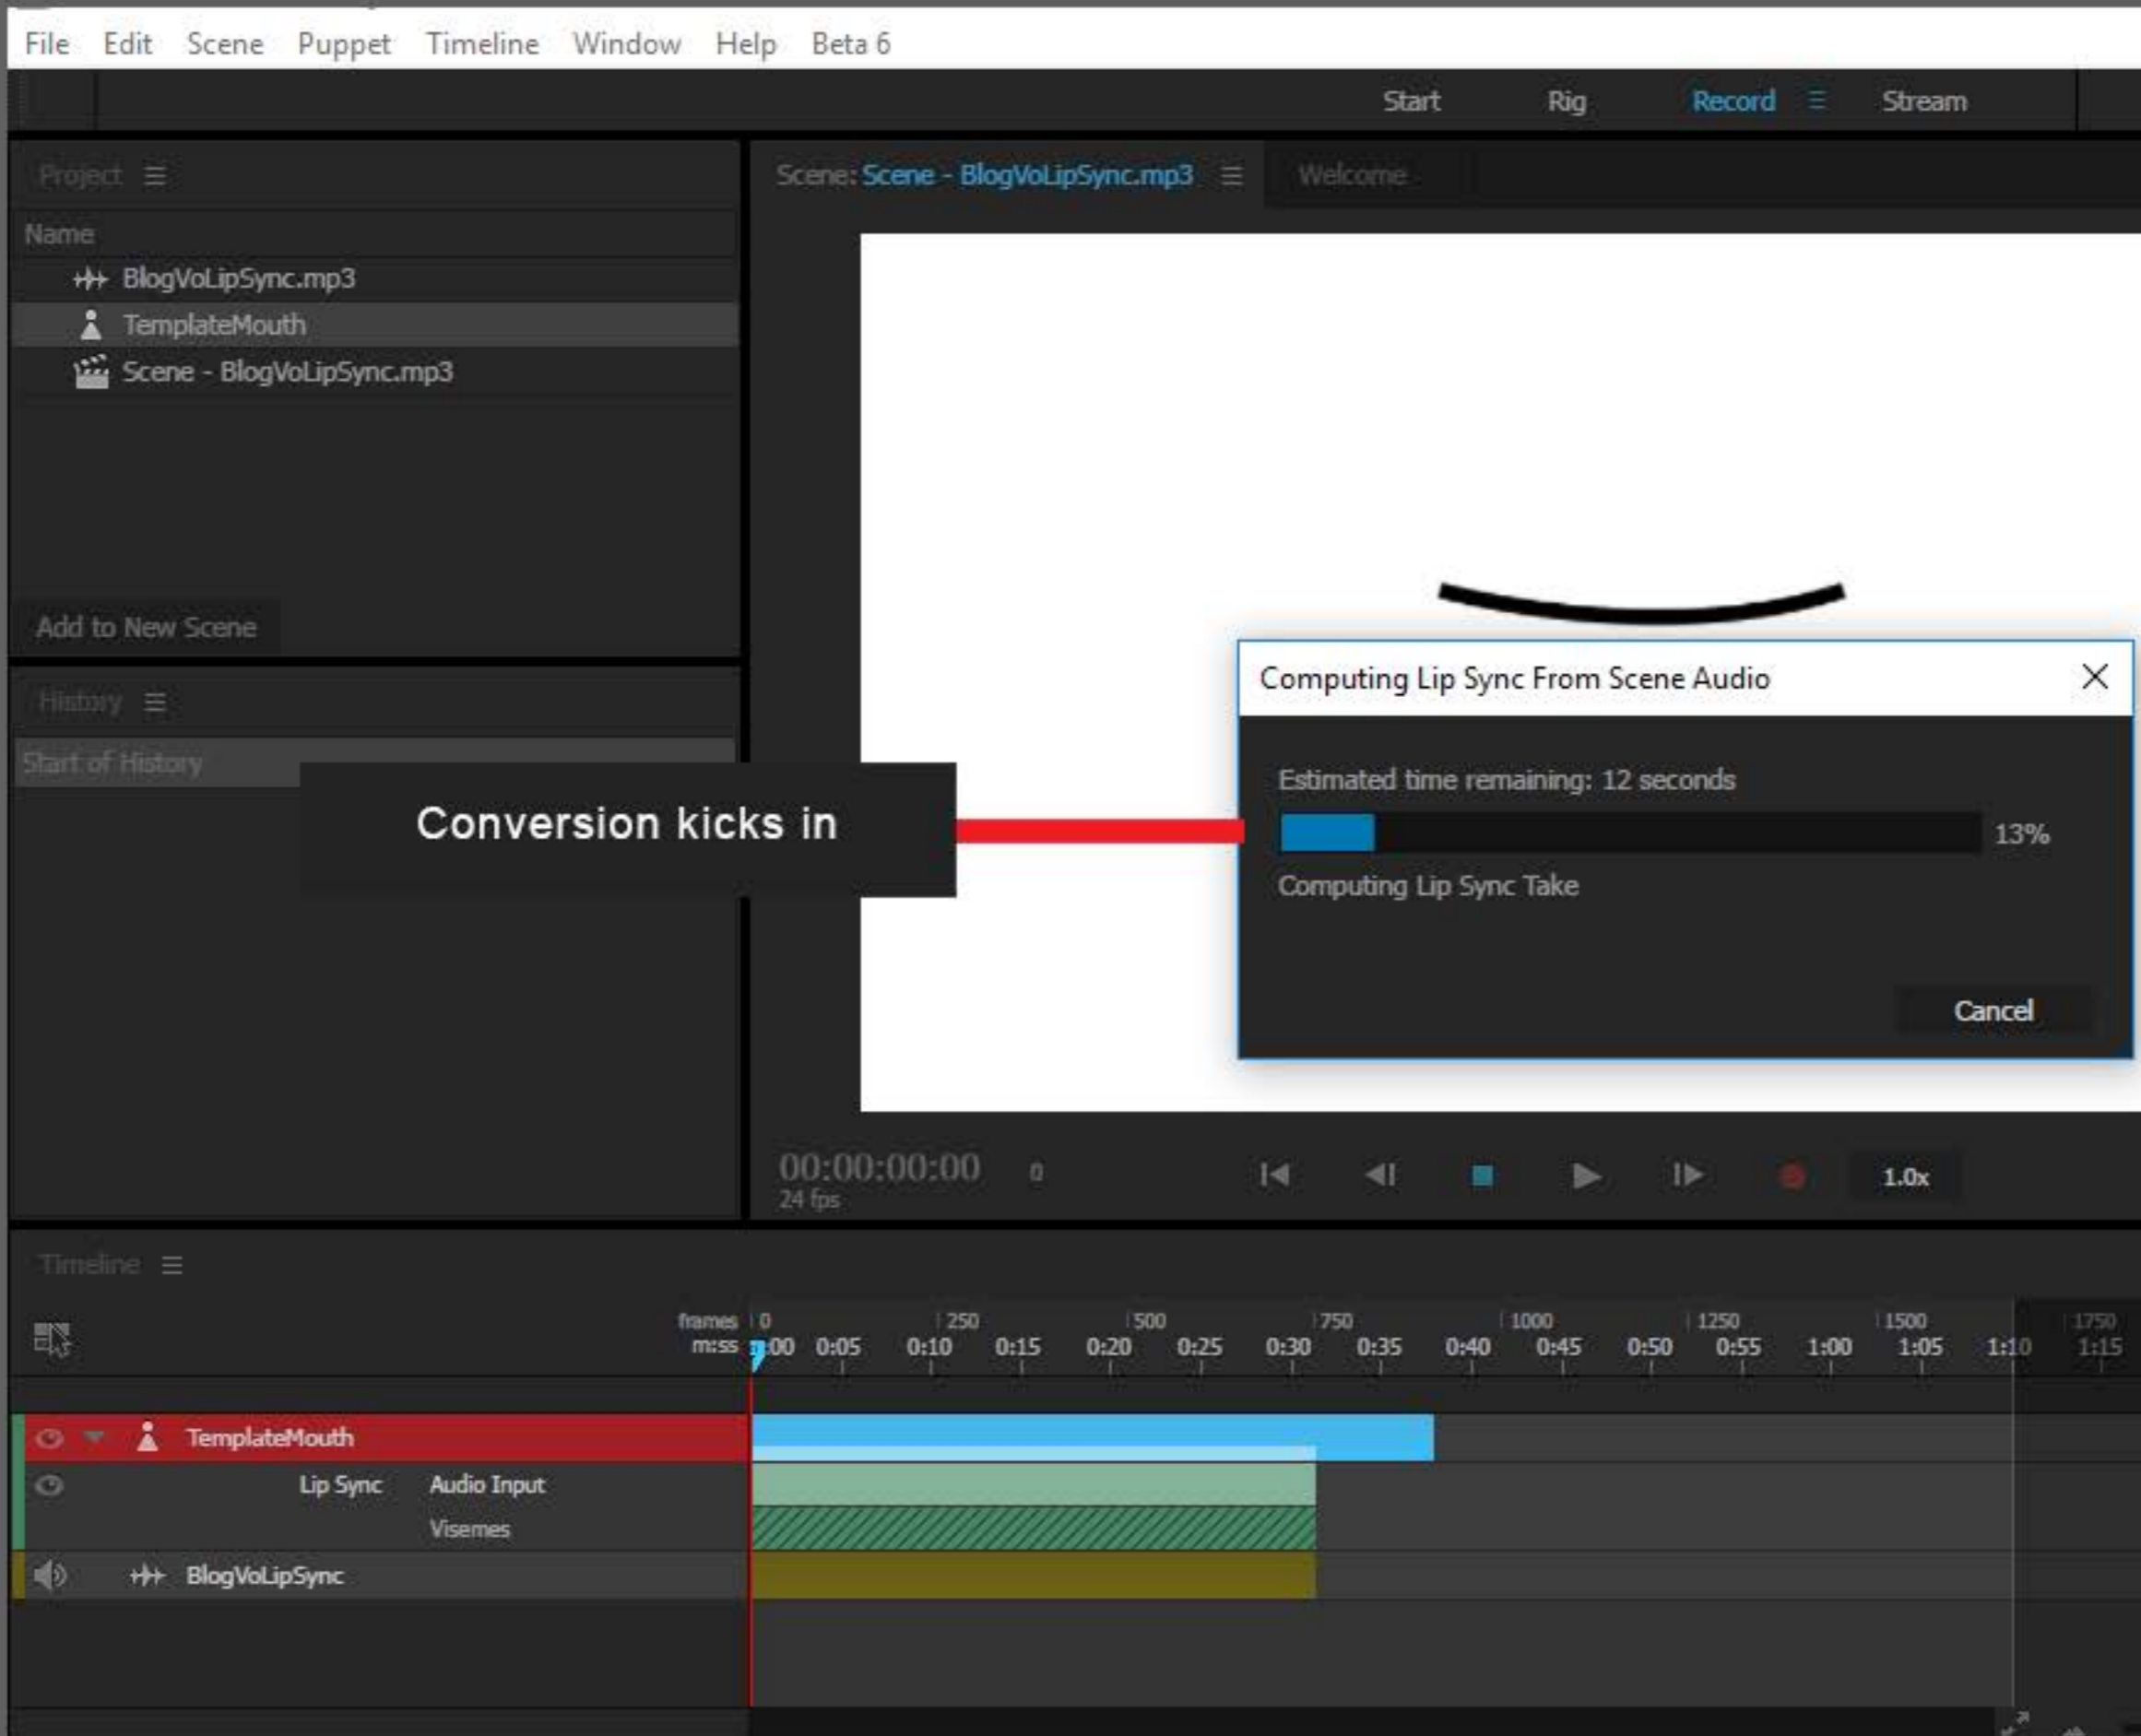 File Edit Scene Puppet Timeline Window Help Beta 6
Start Rig Record Stream
Project
Scene: Scene - BlogVoLipSync.mp3 Welcome
Name
BlogVoLipSync.mp3
TemplateMouth
Scene - BlogVoLipSync.mp3
Add to New Scene
History
Start of History
Conversion kicks in
Computing Lip Sync From Scene Audio
Estimated time remaining: 12 seconds
13%
Computing Lip Sync Take
Cancel
00:00:00:00 0
24 fps
1.0x
Timeline
frames 0 250 500 750 1000 1250 1500 1750
m:ss 0:00 0:05 0:10 0:15 0:20 0:25 0:30 0:35 0:40 0:45 0:50 0:55 1:00 1:05 1:10 1:15
TemplateMouth
Lip Sync Audio Input
Visemes
BlogVoLipSync